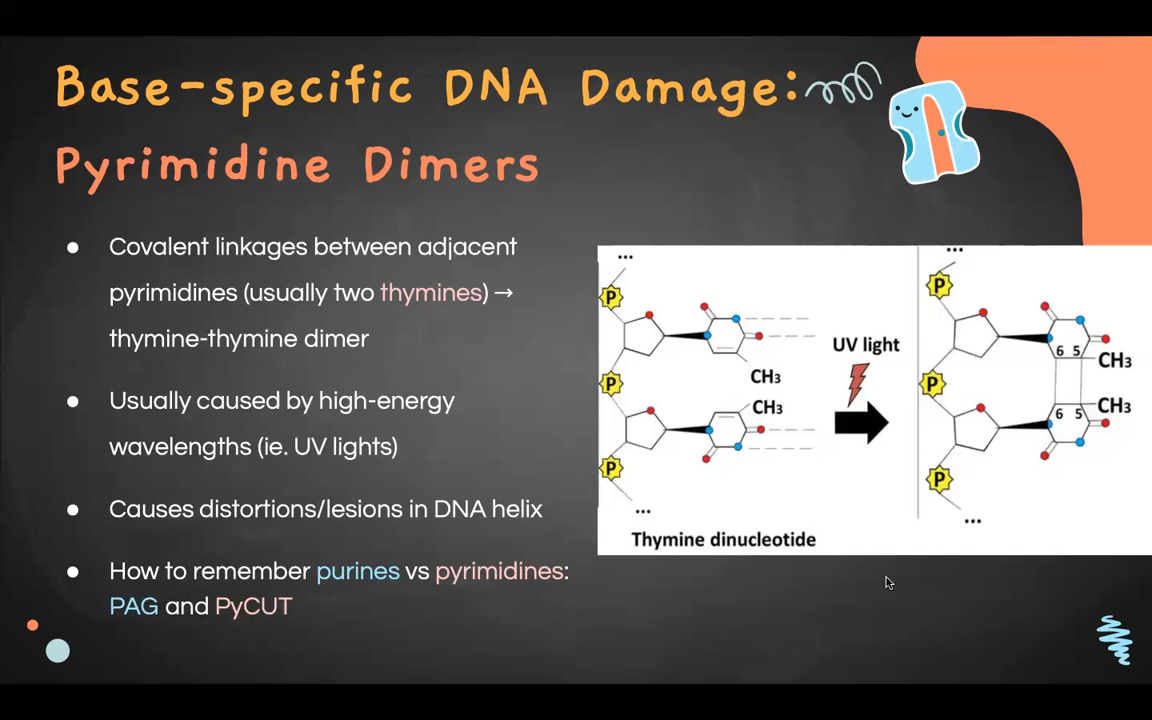 Base-specific DNA Damage:
Pyrimidine Dimers
● Covalent linkages between adjacent
pyrimidines (usually two thymines) →
thymine-thymine dimer
● Usually caused by high-energy
wavelengths (ie. UV lights)
● Causes distortions/lesions in DNA helix
● How to remember purines vs pyrimidines:
PAG and PyCUT
...
P
CH3
P
CH3
P
...
Thymine dinucleotide
UV light
...
P
6 5
CH3
P
CH3
6 5
P
...